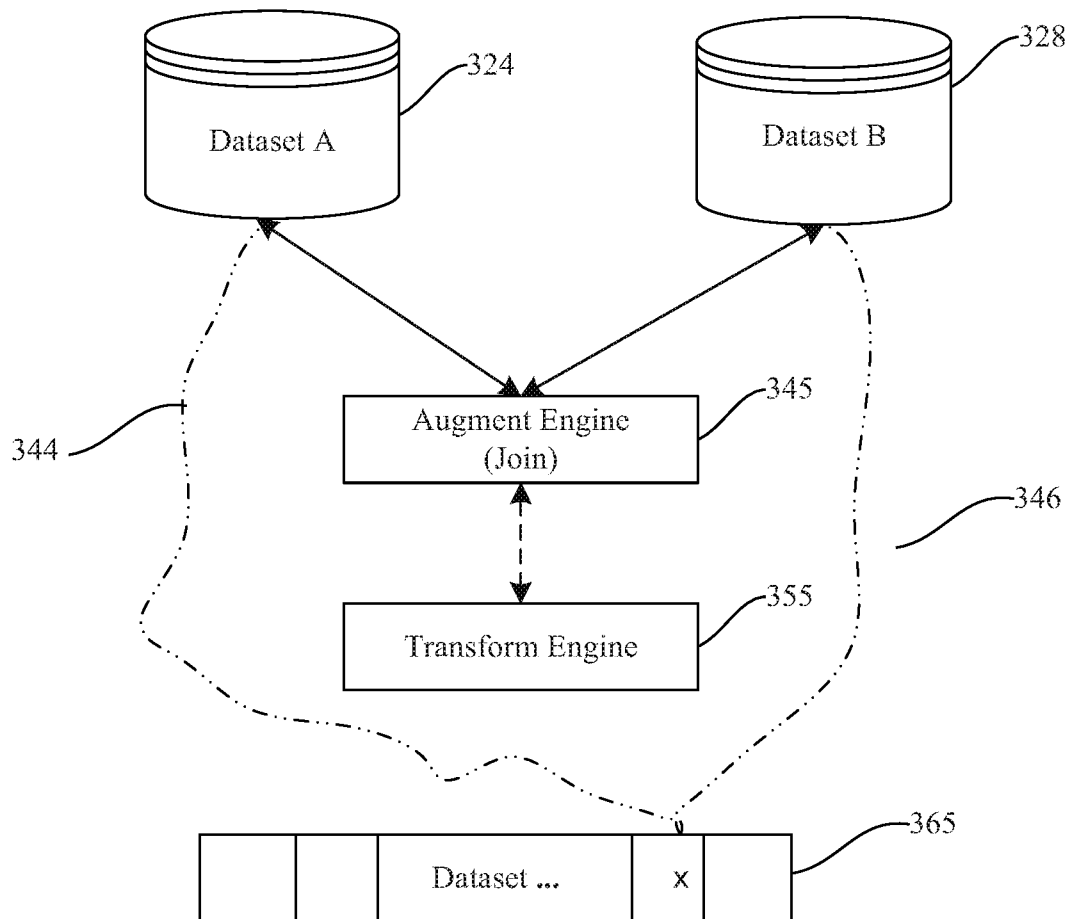 324
328
Dataset A
Dataset B
345
Augment Engine
(Join)
344
346
355
Transform Engine
365
Dataset ...
x